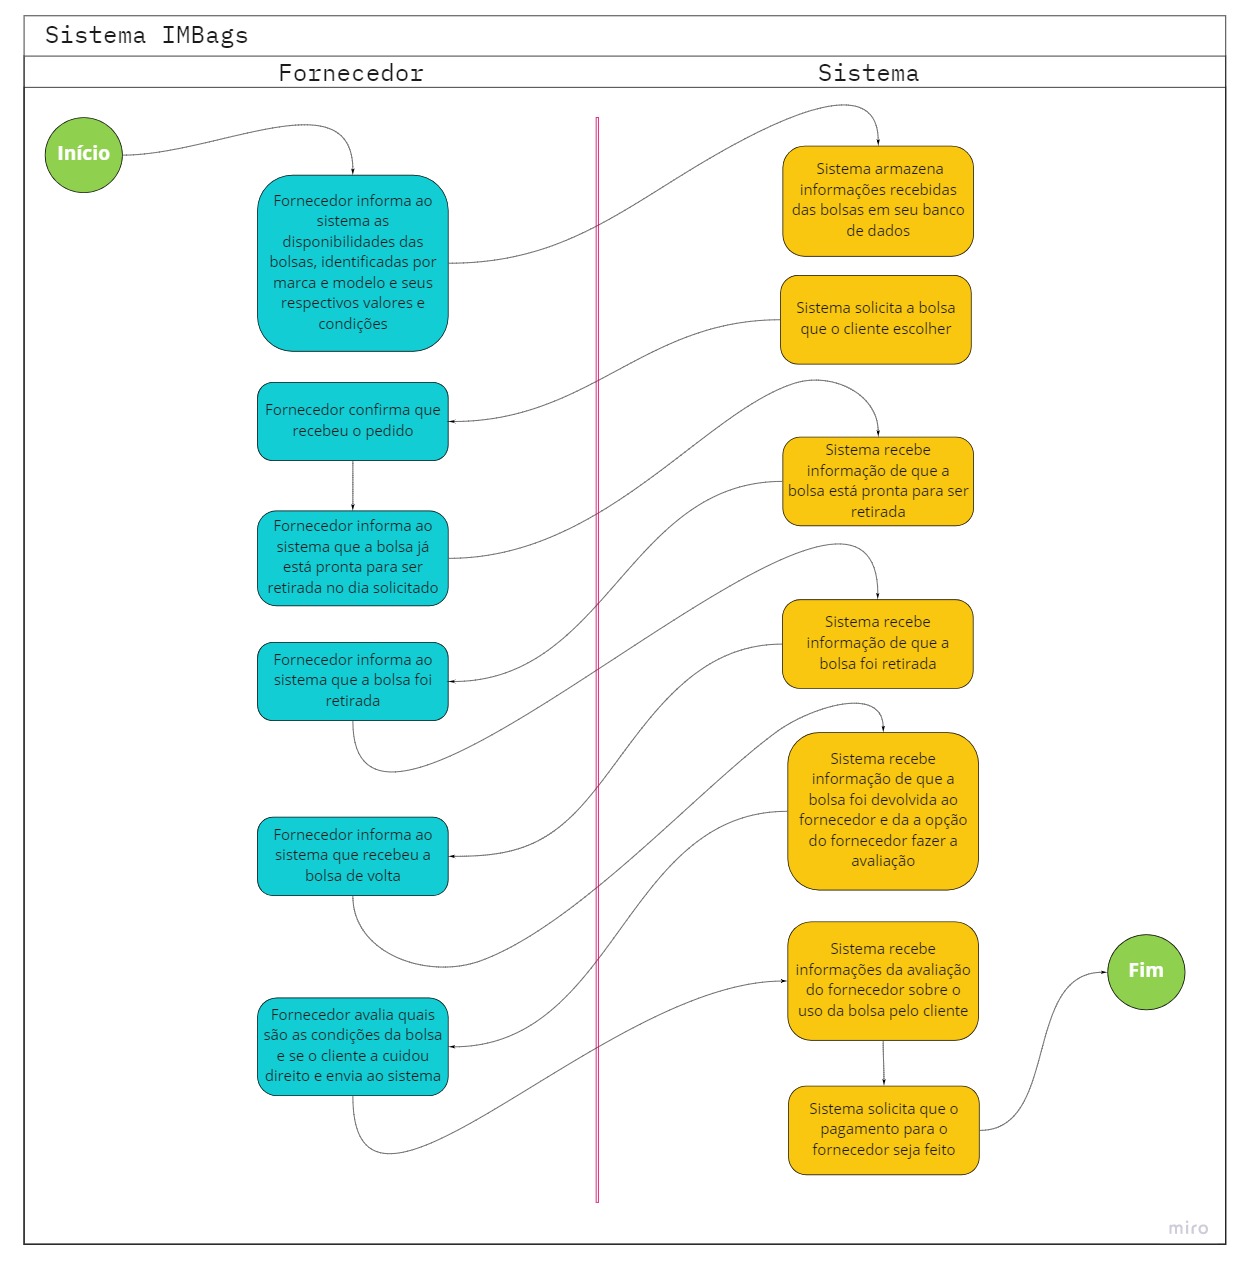 Sistema IMBags
Fornecedor
Sistema
Início
Fornecedor informa ao
sistema as
disponibilidades das
bolsas, identificadas por
marca e modelo e seus
respectivos valores e
condições
Sistema armazena
informações recebidas
das bolsas em seu banco
de dados
Sistema solicita a bolsa
que o cliente escolher
Fornecedor confirma que
recebeu o pedido
Fornecedor informa ao
sistema que a bolsa já
está pronta para ser
retirada no dia solicitado
Sistema recebe
informação de que a
bolsa está pronta para ser
retirada
Fornecedor informa ao
sistema que a bolsa foi
retirada
Sistema recebe
informação de que a
bolsa foi retirada
Fornecedor informa ao
sistema que recebeu a
bolsa de volta
Sistema recebe
informação de que a
bolsa foi devolvida ao
fornecedor e da a opção
do fornecedor fazer a
avaliação
Fornecedor avalia quais
são as condições da bolsa
e se o cliente a cuidou
direito e envia ao sistema
Sistema recebe
informações da avaliação
do fornecedor sobre o
uso da bolsa pelo cliente
Sistema solicita que o
pagamento para o
fornecedor seja feito
Fim
miro